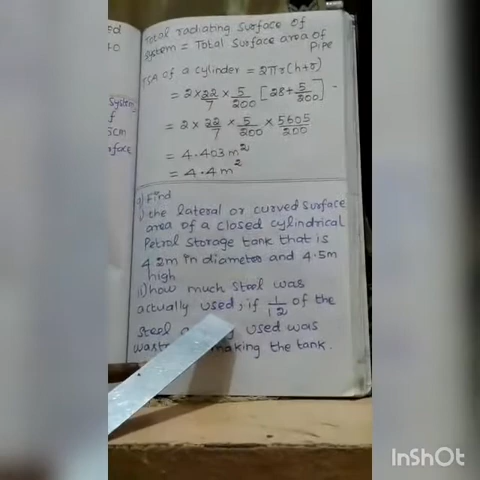 Total radiating surface of
system = Total surface area of
pipe
TSA of a cylinder = 2πr(h+r)
= 2 × 22/7 × 5/200 [28 + 5/200]
= 2 × 22/7 × 5/200 × 5605/200
= 4.403 m²
= 4.4 m²
9) Find
i) the lateral or curved surface
area of a closed cylindrical
Petrol storage tank that is
4.2m in diameter and 4.5m
high
ii) how much steel was
actually used, if 1/12 of the
steel used was
making the tank.
ed
System
f
3cm
rface
InShOt